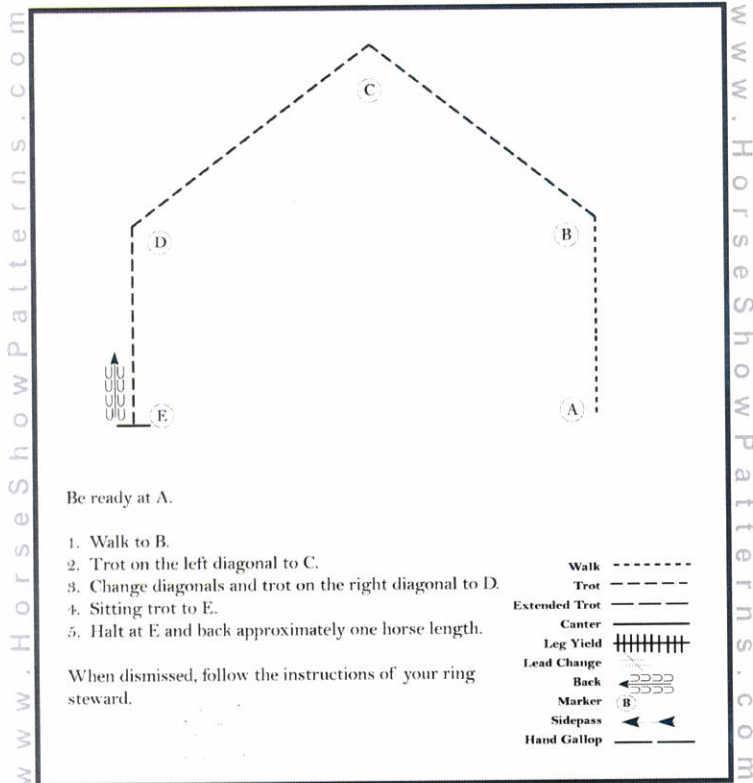 www.HorseShowPatterns.com
www.HorseShowPatterns.com
C
D
B
E
A
Be ready at A.
1. Walk to B.
2. Trot on the left diagonal to C.
3. Change diagonals and trot on the right diagonal to D.
4. Sitting trot to E.
5. Halt at E and back approximately one horse length.
When dismissed, follow the instructions of your ring
steward.
Walk
Trot
Extended Trot
Canter
Leg Yield
Lead Change
Back
Marker B
Sidepass
Hand Gallop